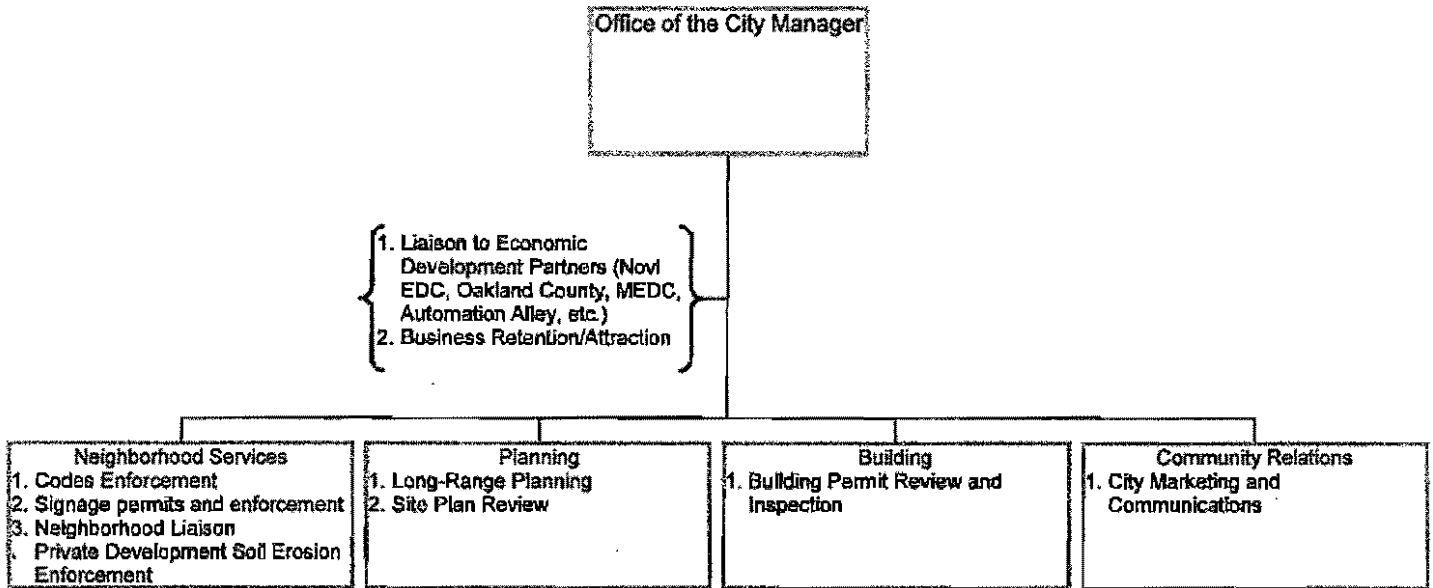 Office of the City Manager
1. Liaison to Economic
Development Partners (Novi
EDC, Oakland County, MEDC,
Automation Alley, etc.)
2. Business Retention/Attraction
Neighborhood Services
1. Codes Enforcement
2. Signage permits and enforcement
3. Neighborhood Liaison
Private Development Soil Erosion
Enforcement
Planning
1. Long-Range Planning
2. Site Plan Review
Building
1. Building Permit Review and
Inspection
Community Relations
1. City Marketing and
Communications